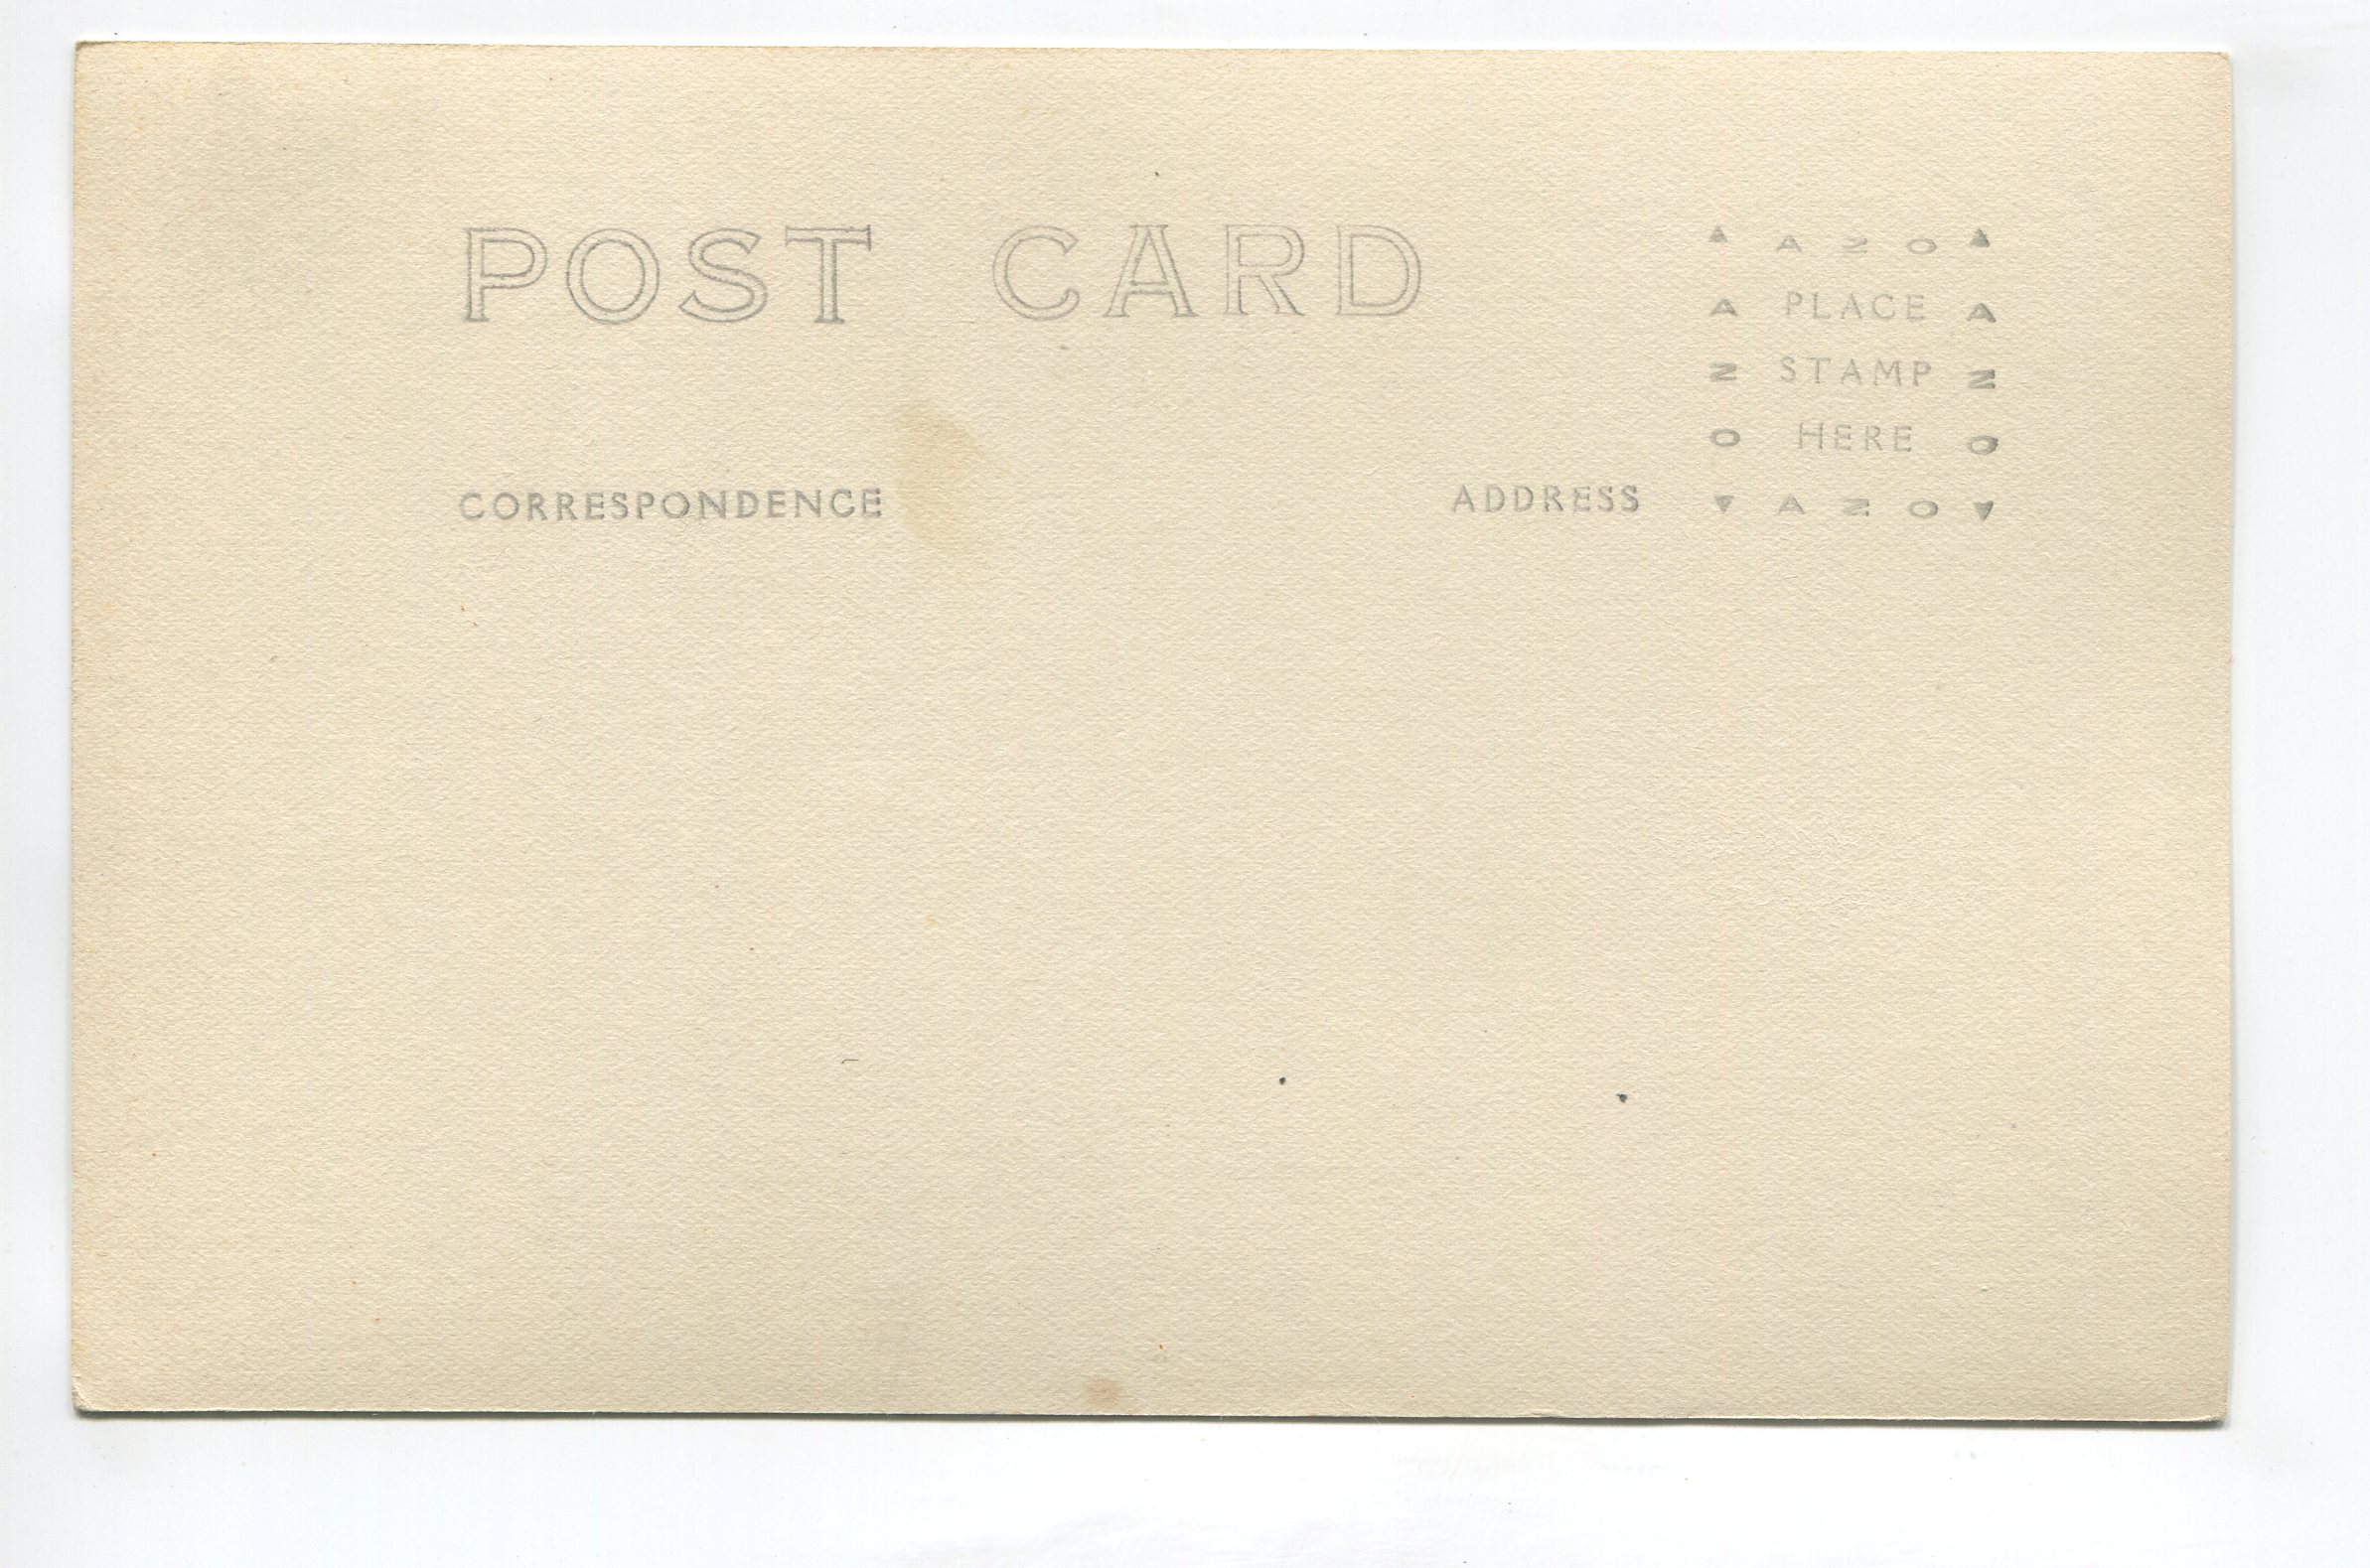 POST CARD
▲ A Z O ▲
A PLACE A
Z STAMP Z
O HERE O
▼ A Z O ▼
CORRESPONDENCE
ADDRESS